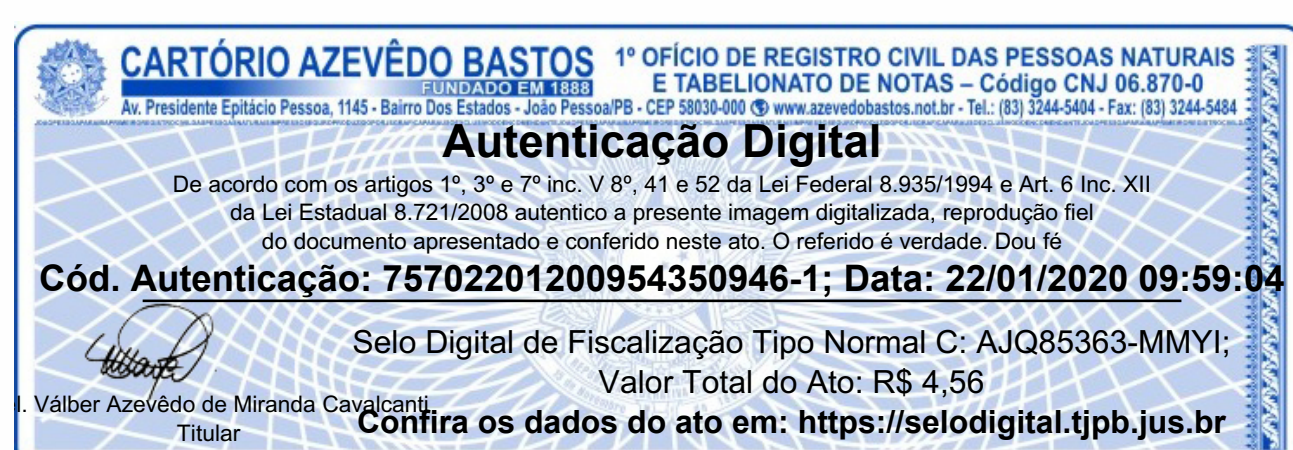 CARTÓRIO AZEVÊDO BASTOS
FUNDADO EM 1888
1º OFÍCIO DE REGISTRO CIVIL DAS PESSOAS NATURAIS
E TABELIONATO DE NOTAS – Código CNJ 06.870-0
Av. Presidente Epitácio Pessoa, 1145 - Bairro Dos Estados - João Pessoa/PB - CEP 58030-000 www.azevedobastos.not.br - Tel.: (83) 3244-5404 - Fax: (83) 3244-5484
Autenticação Digital
De acordo com os artigos 1º, 3º e 7º inc. V 8º, 41 e 52 da Lei Federal 8.935/1994 e Art. 6 Inc. XII
da Lei Estadual 8.721/2008 autentico a presente imagem digitalizada, reprodução fiel
do documento apresentado e conferido neste ato. O referido é verdade. Dou fé
Cód. Autenticação: 75702201200954350946-1; Data: 22/01/2020 09:59:04
Selo Digital de Fiscalização Tipo Normal C: AJQ85363-MMYI;
Valor Total do Ato: R$ 4,56
l. Válber Azevêdo de Miranda Cavalcanti
Titular
Confira os dados do ato em: https://selodigital.tjpb.jus.br